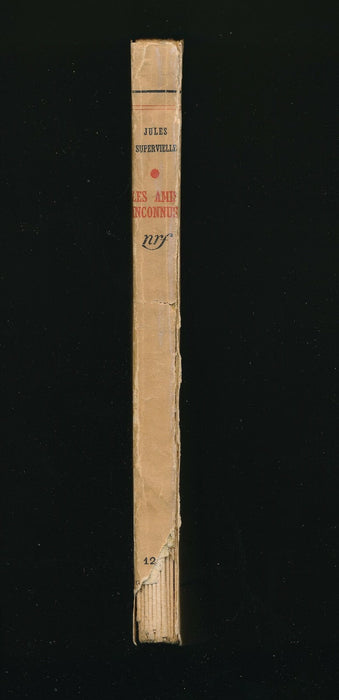 JULES
SUPERVIELLE
LES AMIS
INCONNUS
nrf
12